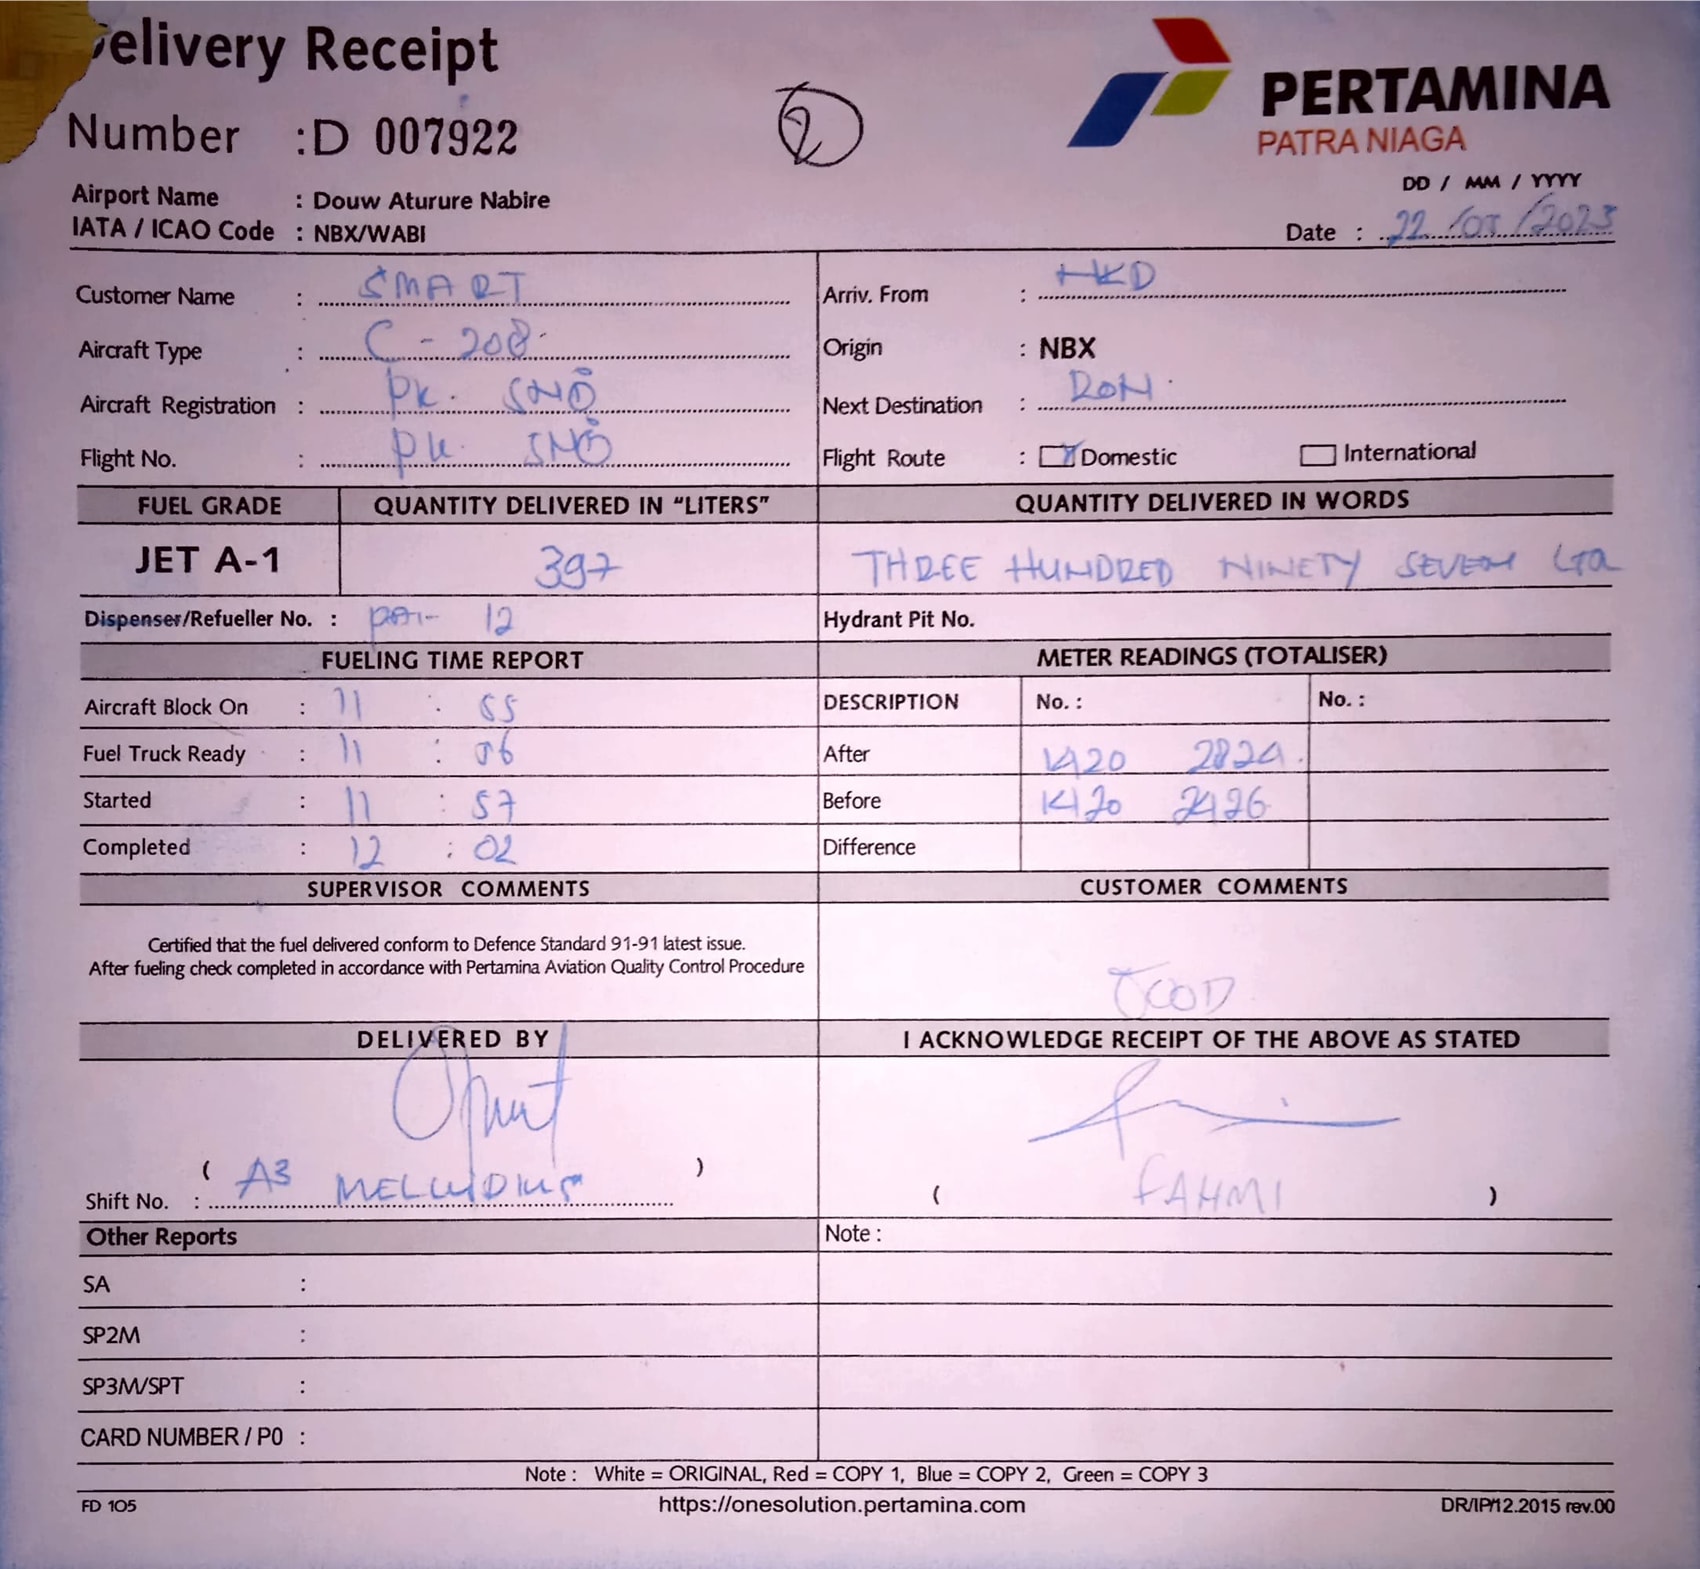 elivery Receipt
Number :D 007922
2
PERTAMINA
PATRA NIAGA
Airport Name : Douw Aturure Nabire
IATA / ICAO Code : NBX/WABI
DD / MM / YYYY
Date : 22 / 07 / 2023
Customer Name : SMART
Arriv. From : HKD
Aircraft Type : C - 208
Origin : NBX
Aircraft Registration : PK. SNO
Next Destination : RON
Flight No. : PK. SNO
Flight Route : Domestic International
FUEL GRADE QUANTITY DELIVERED IN “LITERS” QUANTITY DELIVERED IN WORDS
JET A-1 397 THREE HUNDRED NINETY SEVEN LTR
Dispenser/Refueller No. : 12
Hydrant Pit No.
FUELING TIME REPORT METER READINGS (TOTALISER)
Aircraft Block On : 11 : 55
DESCRIPTION No. : No. :
Fuel Truck Ready : 11 : 56
After 1420 2824
Started : 11 : 57
Before 1420 2426
Completed : 12 : 02
Difference
SUPERVISOR COMMENTS CUSTOMER COMMENTS
Certified that the fuel delivered conform to Defence Standard 91-91 latest issue.
After fueling check completed in accordance with Pertamina Aviation Quality Control Procedure
DELIVERED BY I ACKNOWLEDGE RECEIPT OF THE ABOVE AS STATED
( )
Shift No. : A3
( FAHMI )
Other Reports Note :
SA :
SP2M :
SP3M/SPT :
CARD NUMBER / P0 :
Note : White = ORIGINAL, Red = COPY 1, Blue = COPY 2, Green = COPY 3
FD 105 https://onesolution.pertamina.com DR/IP/12.2015 rev.00